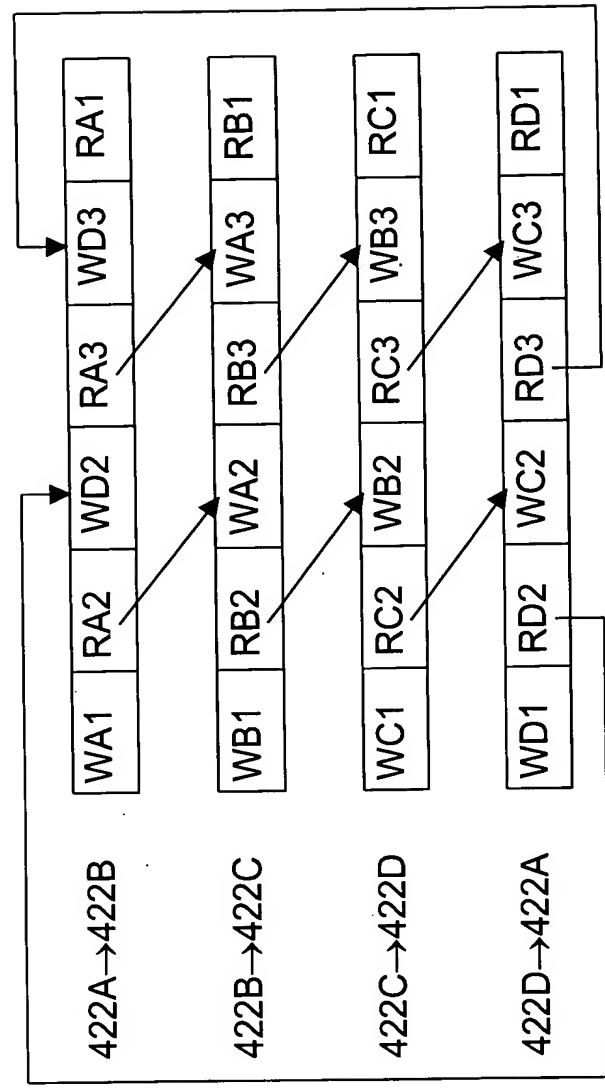 422A→422B WA1 RA2 WD2 RA3 WD3 RA1
422B→422C WB1 RB2 WA2 RB3 WA3 RB1
422C→422D WC1 RC2 WB2 RC3 WB3 RC1
422D→422A WD1 RD2 WC2 RD3 WC3 RD1